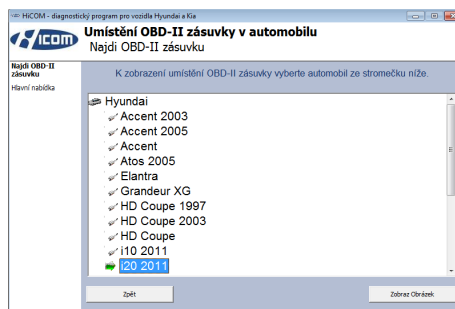 HiCOM - diagnostický program pro vozidla Hyundai a Kia
HICOM
Umístění OBD-II zásuvky v automobilu
Najdi OBD-II zásuvku
Najdi OBD-II
zásuvku
Hlavní nabídka
K zobrazení umístění OBD-II zásuvky vyberte automobil ze stromečku níže.
Hyundai
Accent 2003
Accent 2005
Accent
Atos 2005
Elantra
Grandeur XG
HD Coupe 1997
HD Coupe 2003
HD Coupe
i10 2011
i20 2011
Zpět
Zobraz Obrázek